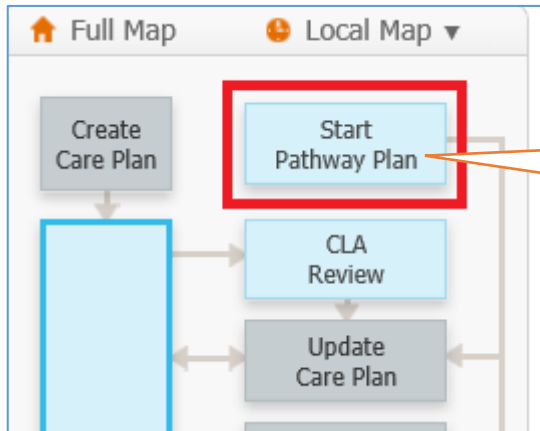 Full Map
Local Map
Create
Care Plan
Start
Pathway Plan
CLA
Review
Update
Care Plan